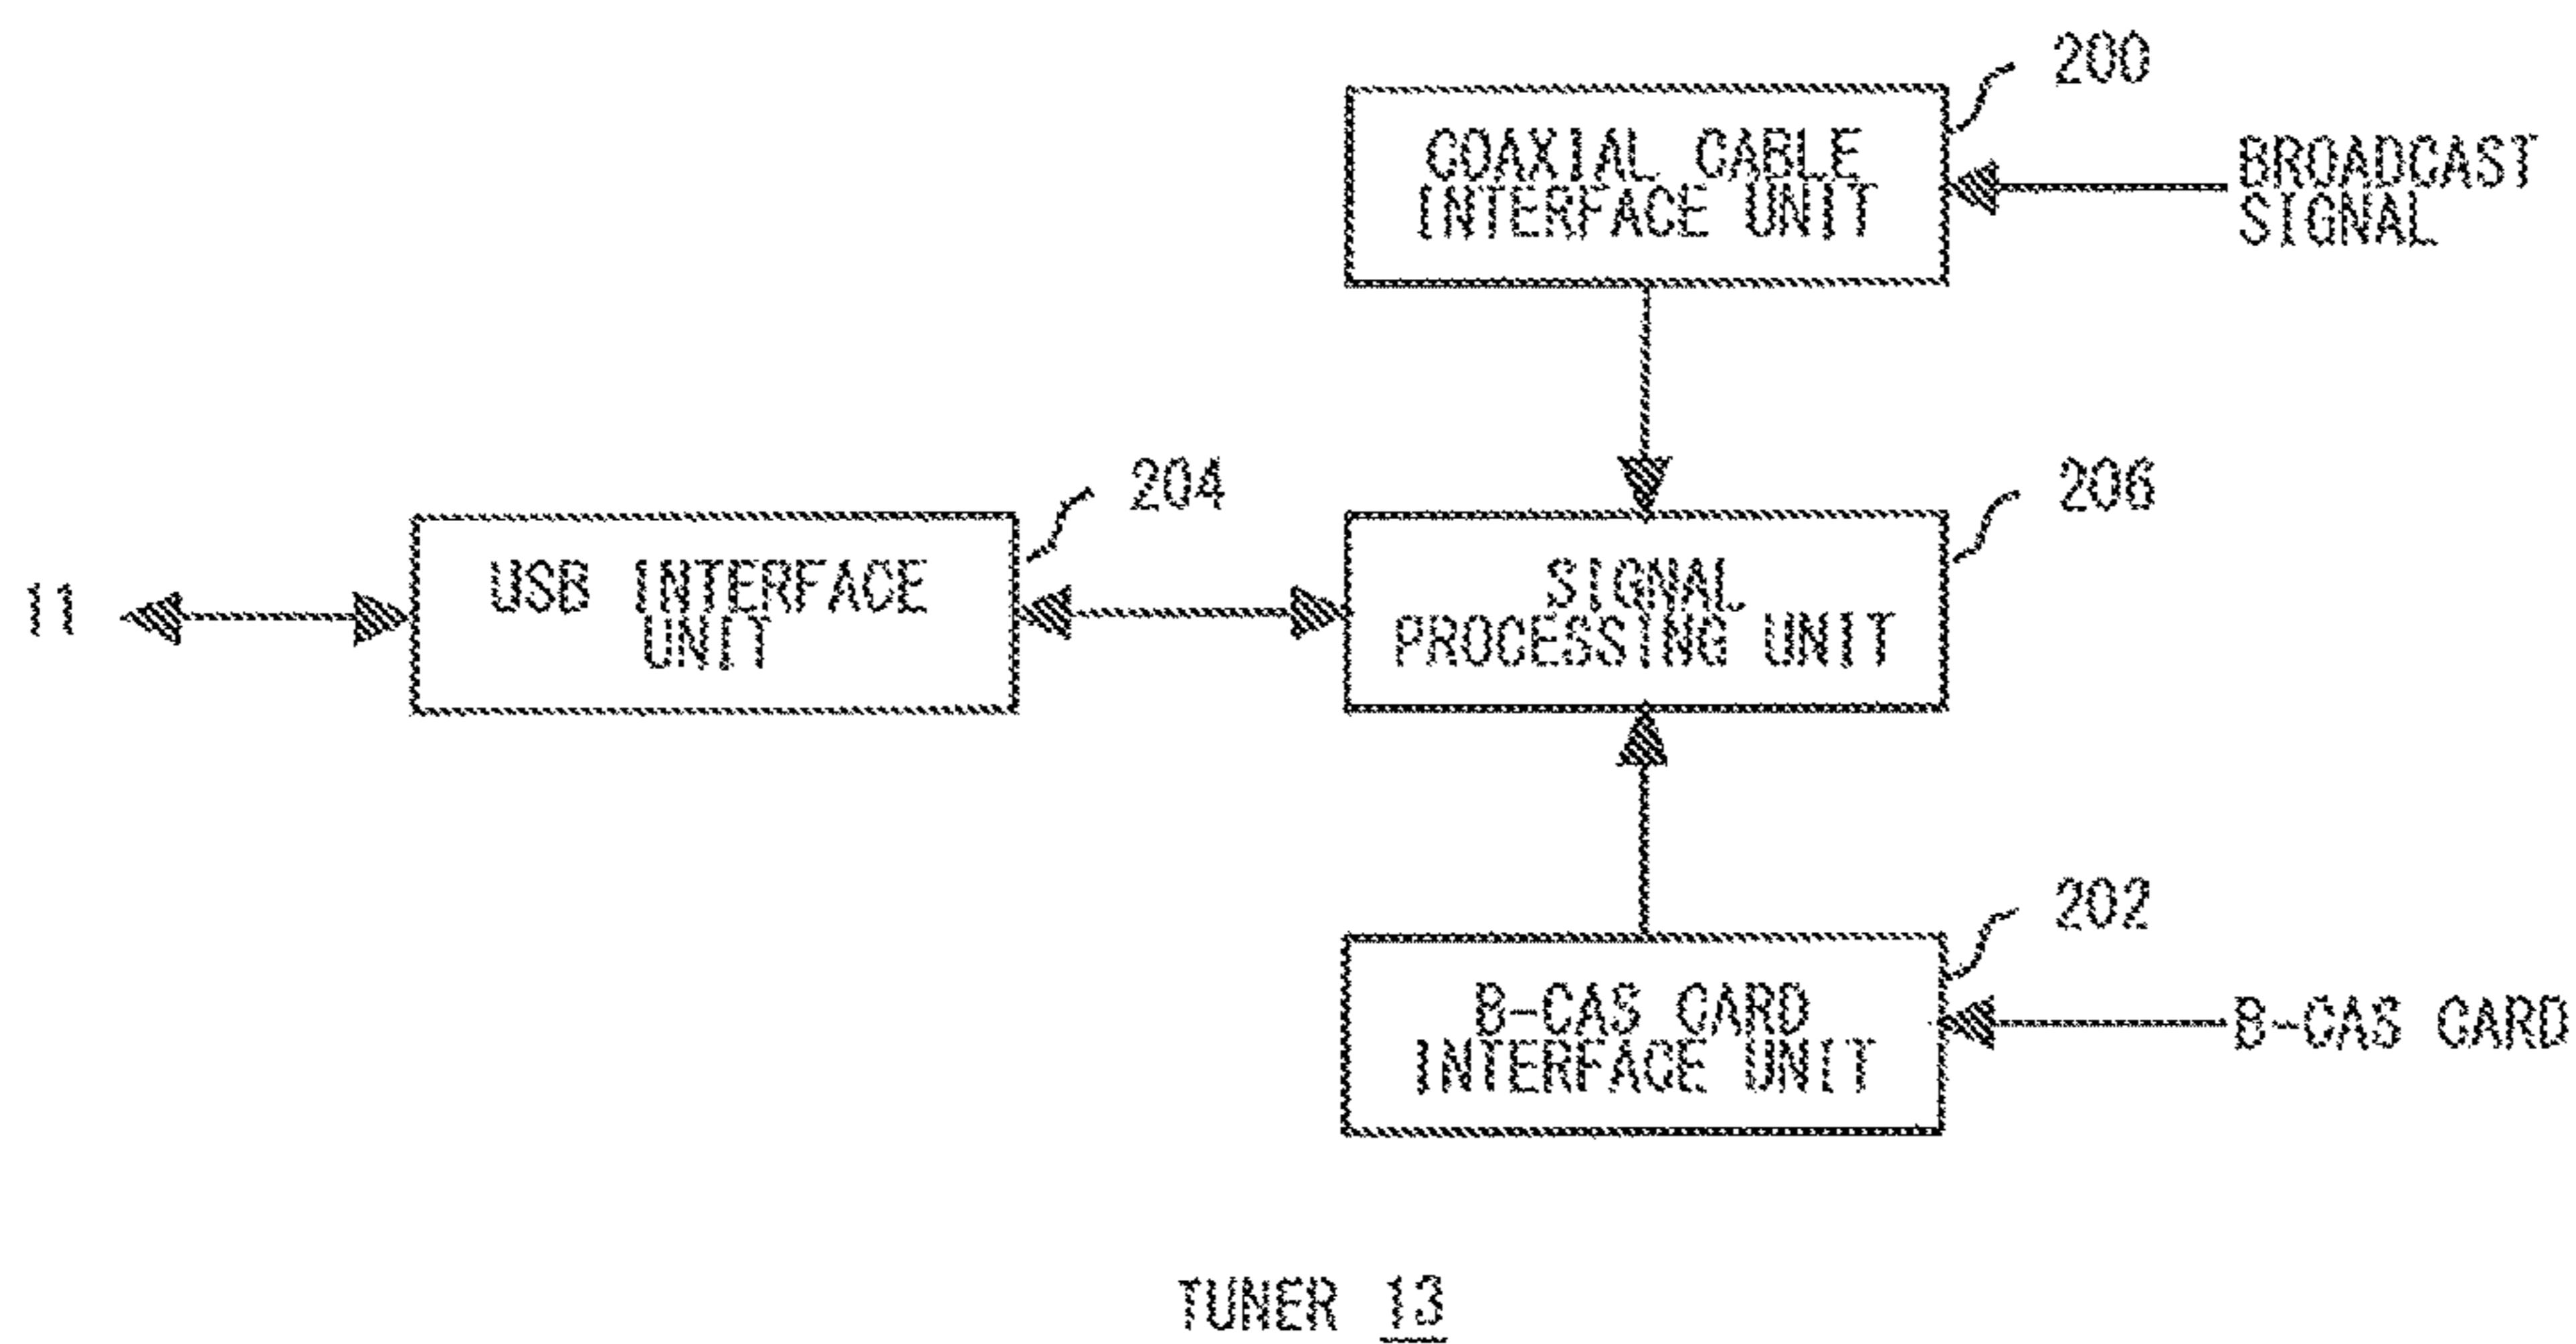 200
COAXIAL CABLE
INTERFACE UNIT
BROADCAST
SIGNAL
204
206
11
USB INTERFACE
UNIT
SIGNAL
PROCESSING UNIT
202
B-CAS CARD
INTERFACE UNIT
B-CAS CARD
TUNER 13